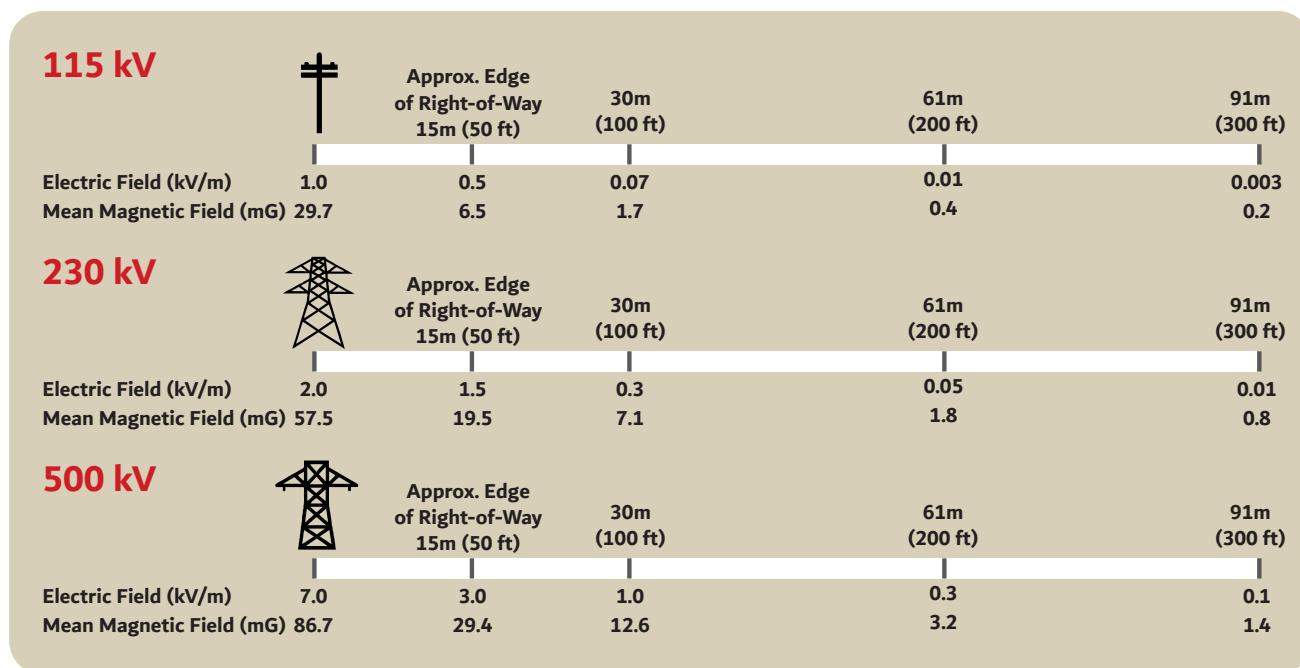 115 kV
Approx. Edge
of Right-of-Way
15m (50 ft)
30m
(100 ft)
61m
(200 ft)
91m
(300 ft)
Electric Field (kV/m) 1.0 0.5 0.07 0.01 0.003
Mean Magnetic Field (mG) 29.7 6.5 1.7 0.4 0.2
230 kV
Approx. Edge
of Right-of-Way
15m (50 ft)
30m
(100 ft)
61m
(200 ft)
91m
(300 ft)
Electric Field (kV/m) 2.0 1.5 0.3 0.05 0.01
Mean Magnetic Field (mG) 57.5 19.5 7.1 1.8 0.8
500 kV
Approx. Edge
of Right-of-Way
15m (50 ft)
30m
(100 ft)
61m
(200 ft)
91m
(300 ft)
Electric Field (kV/m) 7.0 3.0 1.0 0.3 0.1
Mean Magnetic Field (mG) 86.7 29.4 12.6 3.2 1.4